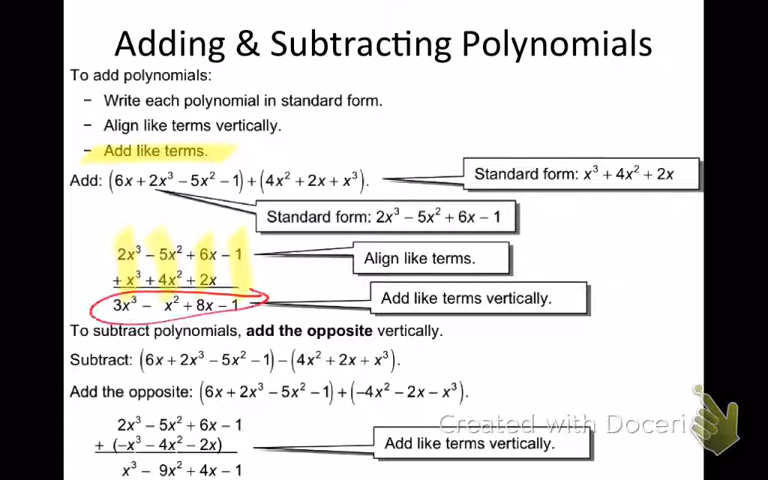 Adding & Subtracting Polynomials
To add polynomials:
− Write each polynomial in standard form.
− Align like terms vertically.
− Add like terms.
Add: (6x + 2x³ − 5x² − 1) + (4x² + 2x + x³).
Standard form: x³ + 4x² + 2x
Standard form: 2x³ − 5x² + 6x − 1
2x³ − 5x² + 6x − 1
Align like terms.
+ x³ + 4x² + 2x
3x³ − x² + 8x − 1
Add like terms vertically.
To subtract polynomials, add the opposite vertically.
Subtract: (6x + 2x³ − 5x² − 1) − (4x² + 2x + x³).
Add the opposite: (6x + 2x³ − 5x² − 1) + (−4x² − 2x − x³).
Created with Doceri
2x³ − 5x² + 6x − 1
+ (−x³ − 4x² − 2x)
Add like terms vertically.
x³ − 9x² + 4x − 1